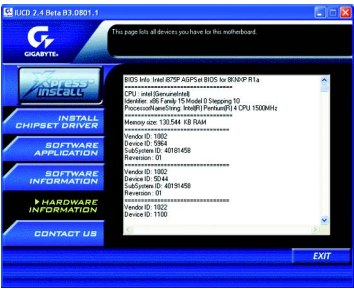 IUCD 2.4 Beta B3.0801.1
This page lists all devices you have for this motherboard.
GIGABYTE
Xpress
Install
INSTALL
CHIPSET DRIVER
SOFTWARE
APPLICATION
SOFTWARE
INFORMATION
HARDWARE
INFORMATION
CONTACT US
BIOS Info :Intel i875P AGPSet BIOS for 8KNXP R1a
================================
CPU : intel (GenuineIntel)
Identifier: x86 Family 15 Model 0 Stepping 10
ProcessorNameString: Intel(R) Pentium(R) 4 CPU 1500MHz
================================
Memory size: 130,544 KB RAM
================================
Vendor ID: 1002
Device ID: 5964
SubSystem ID: 40181458
Reversion : 01
================================
Vendor ID: 1002
Device ID: 5D44
SubSystem ID: 40191458
Reversion : 01
================================
Vendor ID: 1022
Device ID: 1100
EXIT